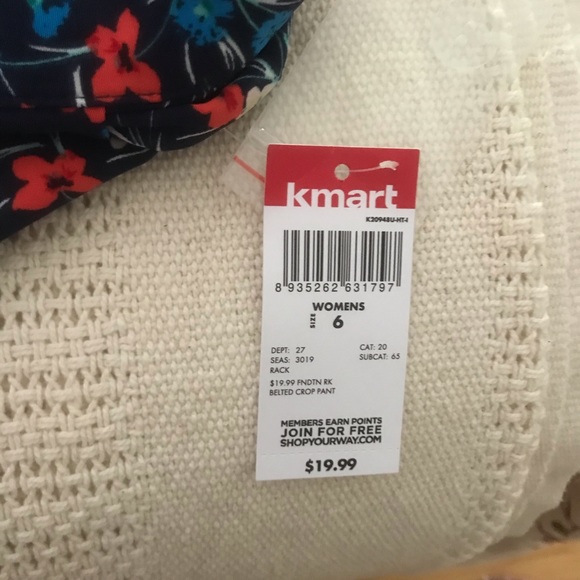 kmart
K20948U-HT-I
8 935262 631797
WOMENS
SIZE 6
DEPT: 27 CAT: 20
SEAS: 3019 SUBCAT: 65
RACK
$19.99 FNDTN RK
BELTED CROP PANT
MEMBERS EARN POINTS
JOIN FOR FREE
SHOPYOURWAY.COM
$19.99